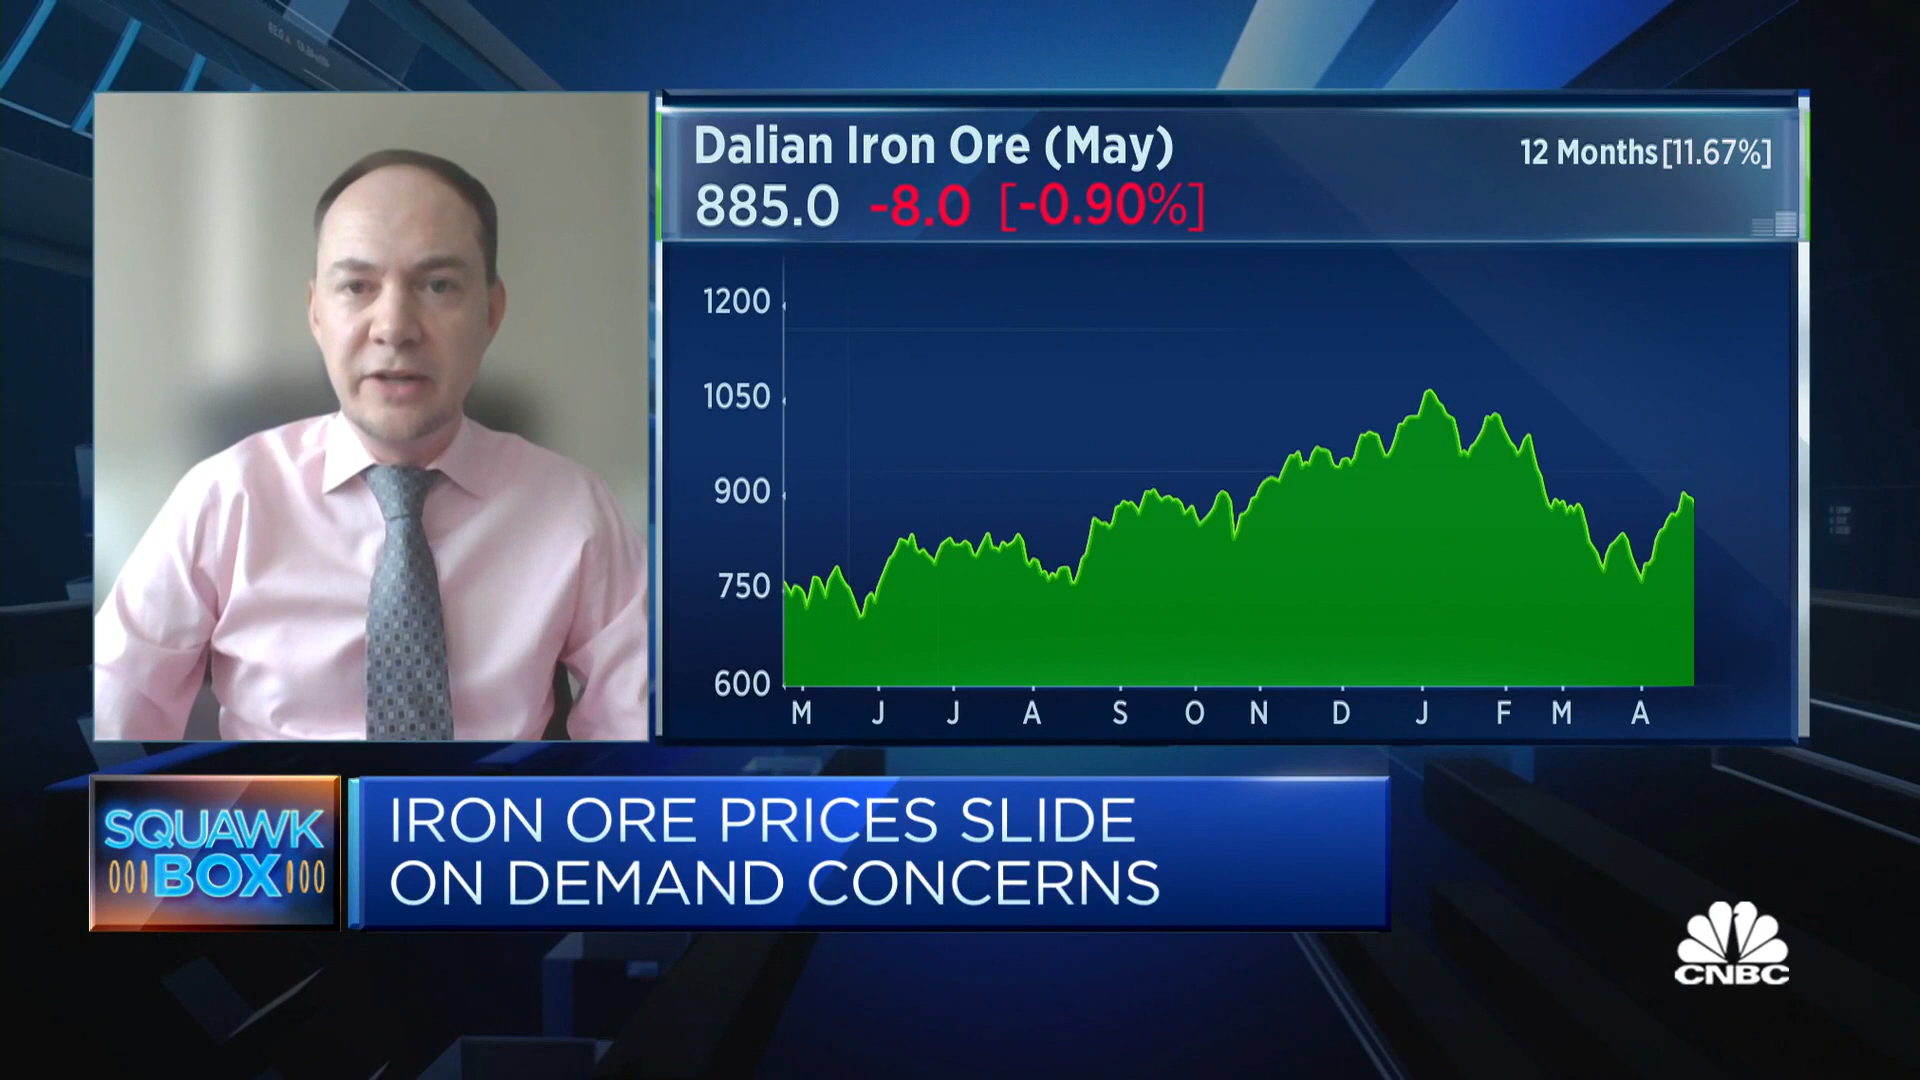 Dalian Iron Ore (May)
12 Months [11.67%]
885.0 -8.0 [-0.90%]
1200
1050
900
750
600
M J J A S O N D J F M A
SQUAWK
BOX
IRON ORE PRICES SLIDE
ON DEMAND CONCERNS
CNBC